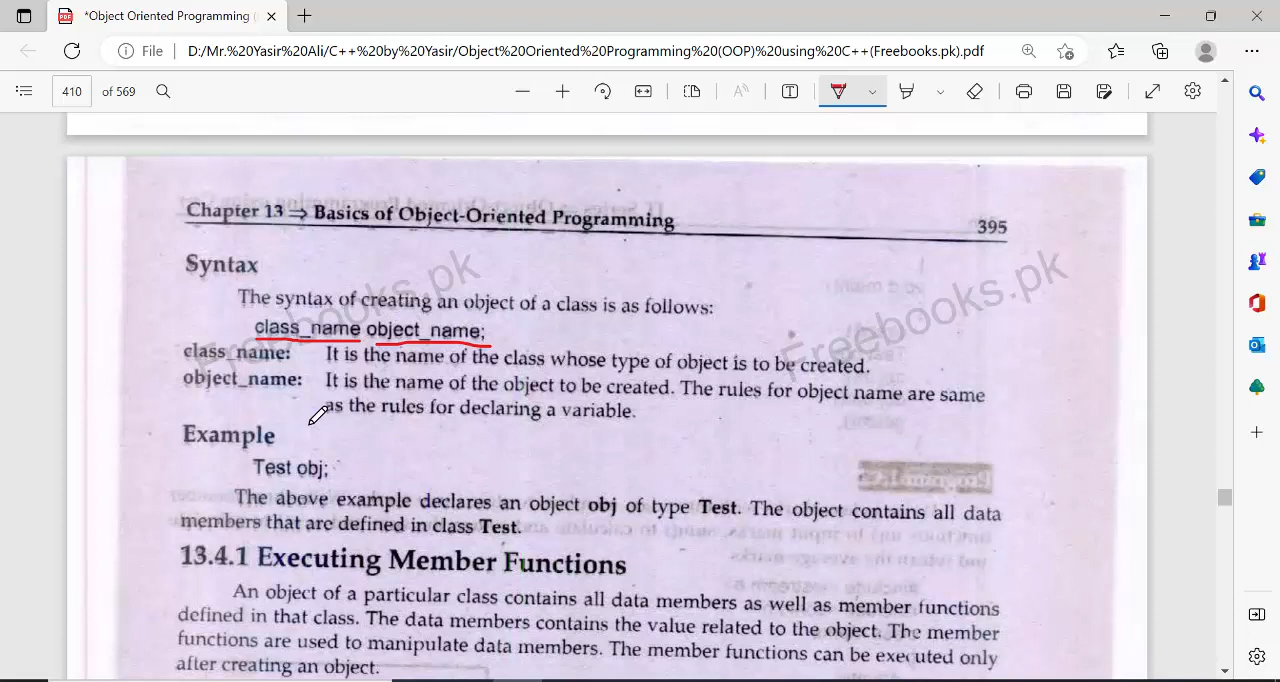 *Object Oriented Programming (
File
D:/Mr.%20Yasir%20Ali/C++%20by%20Yasir/Object%20Oriented%20Programming%20(OOP)%20using%20C++(Freebooks.pk).pdf
410 of 569
Chapter 13 ⇒ Basics of Object-Oriented Programming 395
Syntax
The syntax of creating an object of a class is as follows:
class_name object_name;
class_name: It is the name of the class whose type of object is to be created.
object_name: It is the name of the object to be created. The rules for object name are same
as the rules for declaring a variable.
Example
Test obj;
The above example declares an object obj of type Test. The object contains all data
members that are defined in class Test.
13.4.1 Executing Member Functions
An object of a particular class contains all data members as well as member functions
defined in that class. The data members contains the value related to the object. The member
functions are used to manipulate data members. The member functions can be executed only
after creating an object.
Freebooks.pk
Freebooks.pk